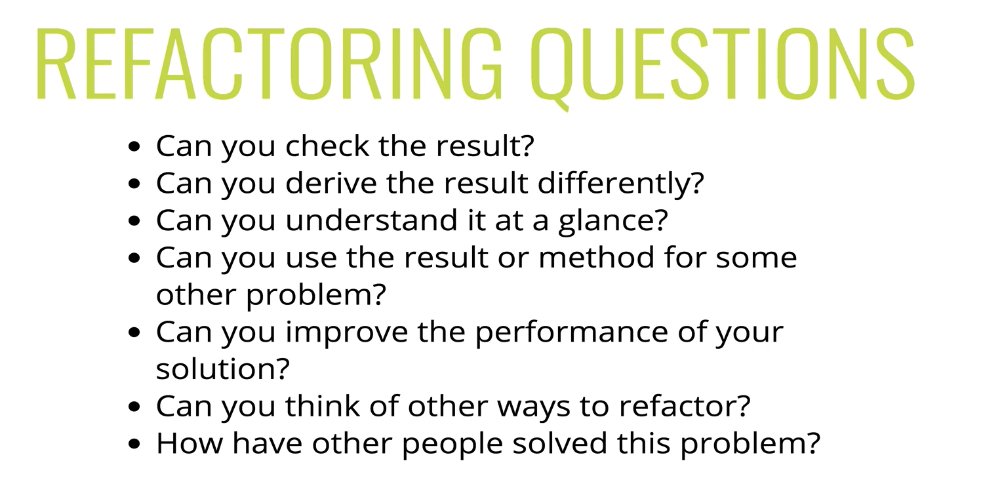 REFACTORING QUESTIONS
• Can you check the result?
• Can you derive the result differently?
• Can you understand it at a glance?
• Can you use the result or method for some
other problem?
• Can you improve the performance of your
solution?
• Can you think of other ways to refactor?
• How have other people solved this problem?